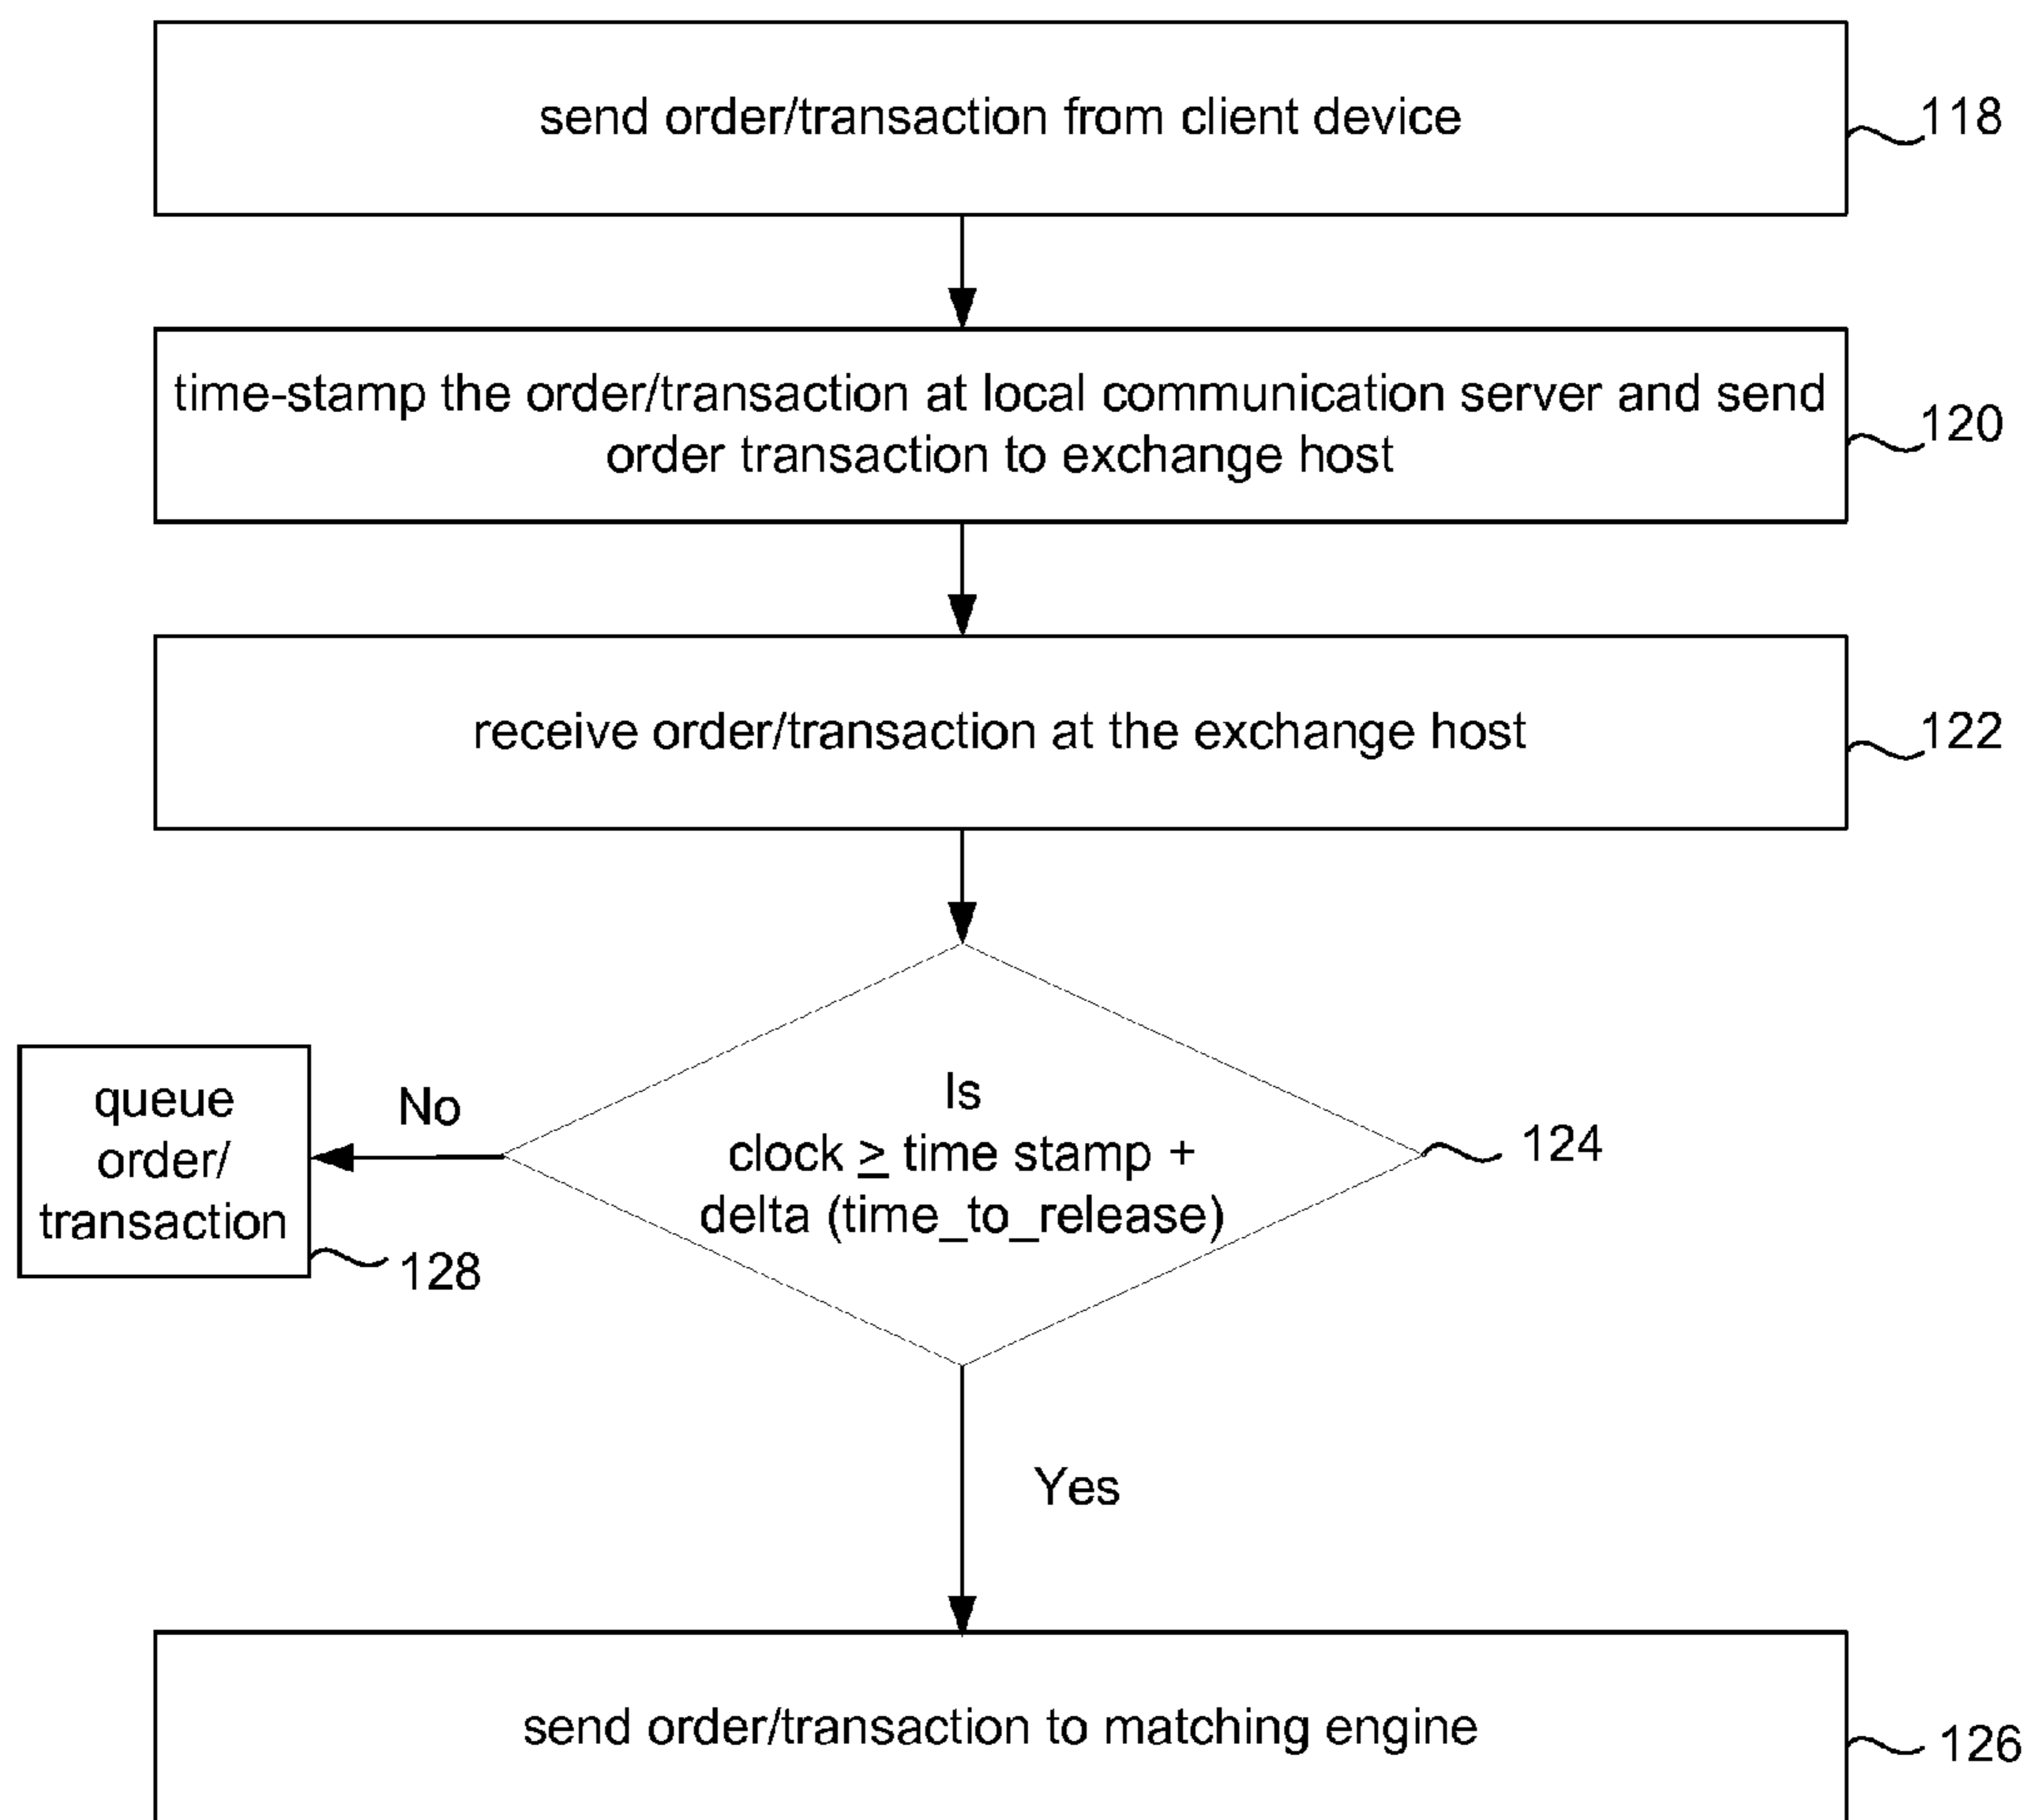 send order/transaction from client device
118
time-stamp the order/transaction at local communication server and send
order transaction to exchange host
120
receive order/transaction at the exchange host
122
Is
clock ≥ time stamp +
delta (time_to_release)
124
No
queue
order/
transaction
128
Yes
send order/transaction to matching engine
126